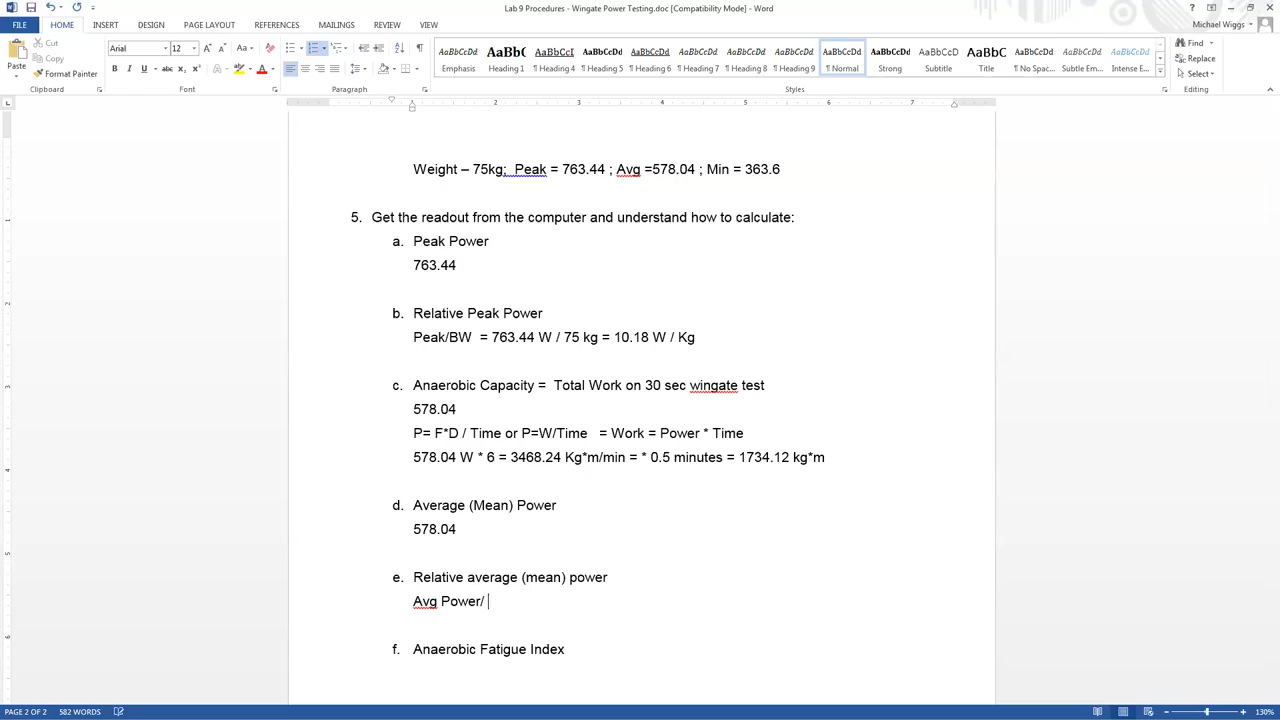 Lab 9 Procedures - Wingate Power Testing.doc [Compatibility Mode] - Word
FILE HOME INSERT DESIGN PAGE LAYOUT REFERENCES MAILINGS REVIEW VIEW Michael Wiggs
Paste Cut Copy Format Painter
Arial 12
AaBbCcDd AaBbC AaBbCcI AaBbCcDd AaBbCcDd AaBbCcDd AaBbCcDd AaBbCcDd AaBbCcDd AaBbCcDd AaBbCcD AaBbC AaBbCcDd AaBbCcDd AaBbCcDd
Emphasis Heading 1 ¶ Heading 4 ¶ Heading 5 ¶ Heading 6 ¶ Heading 7 ¶ Heading 8 ¶ Heading 9 ¶ Normal Strong Subtitle Title ¶ No Spac... Subtle Em... Intense E...
Find Replace Select
Clipboard Font Paragraph Styles Editing
Weight – 75kg; Peak = 763.44 ; Avg =578.04 ; Min = 363.6
5. Get the readout from the computer and understand how to calculate:
a. Peak Power
763.44
b. Relative Peak Power
Peak/BW = 763.44 W / 75 kg = 10.18 W / Kg
c. Anaerobic Capacity = Total Work on 30 sec wingate test
578.04
P= F*D / Time or P=W/Time = Work = Power * Time
578.04 W * 6 = 3468.24 Kg*m/min = * 0.5 minutes = 1734.12 kg*m
d. Average (Mean) Power
578.04
e. Relative average (mean) power
Avg Power/
f. Anaerobic Fatigue Index
PAGE 2 OF 2 582 WORDS 130%